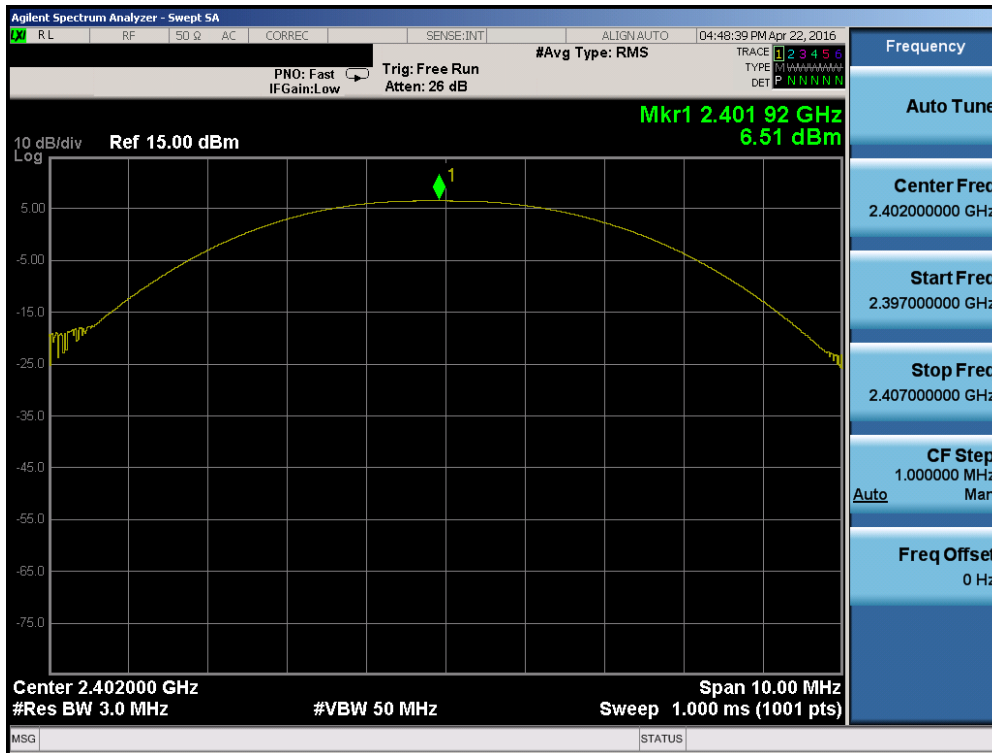 Agilent Spectrum Analyzer - Swept SA
LXI RL RF 50 Ω AC CORREC SENSE:INT ALIGN AUTO 04:48:39 PM Apr 22, 2016
#Avg Type: RMS TRACE 1 2 3 4 5 6
PNO: Fast Trig: Free Run TYPE
IFGain:Low Atten: 26 dB DET P N N N N N
Mkr1 2.401 92 GHz
6.51 dBm
10 dB/div Ref 15.00 dBm
Log
1
5.00
-5.00
-15.0
-25.0
-35.0
-45.0
-55.0
-65.0
-75.0
Center 2.402000 GHz Span 10.00 MHz
#Res BW 3.0 MHz #VBW 50 MHz Sweep 1.000 ms (1001 pts)
MSG STATUS
Frequency
Auto Tune
Center Freq
2.402000000 GHz
Start Freq
2.397000000 GHz
Stop Freq
2.407000000 GHz
CF Step
1.000000 MHz
Auto Man
Freq Offset
0 Hz